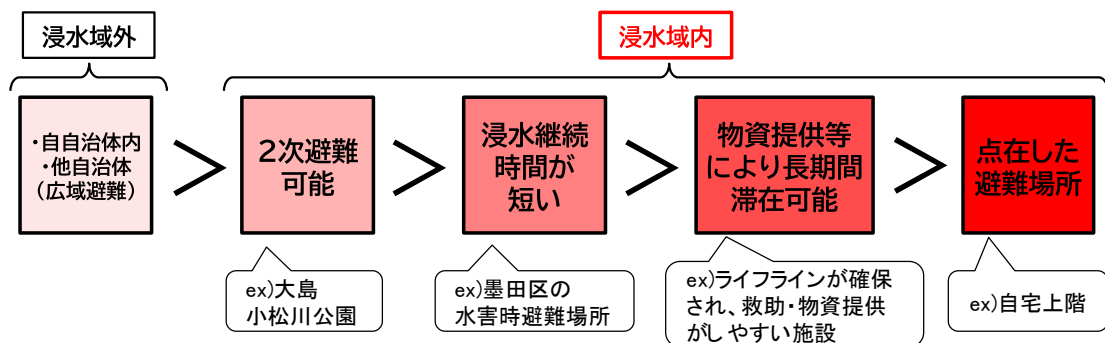 浸水域外
浸水域内
・自自治体内
・他自治体
（広域避難）
>
2次避難
可能
>
浸水継続
時間が
短い
>
物資提供等
により長期間
滞在可能
>
点在した
避難場所
ex)大島
小松川公園
ex)墨田区の
水害時避難場所
ex)ライフラインが確保
され、救助・物資提供
がしやすい施設
ex)自宅上階